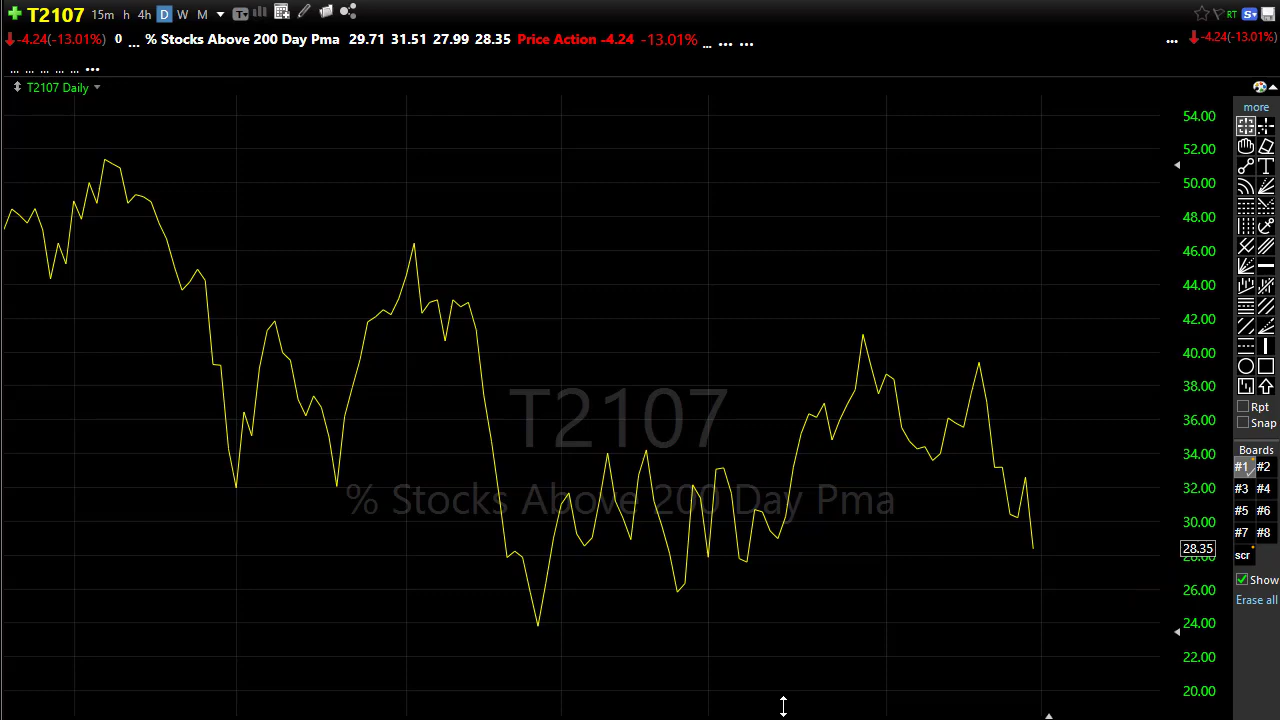 T2107 15m h 4h D W M T RT S
-4.24(-13.01%) 0 ... % Stocks Above 200 Day Pma 29.71 31.51 27.99 28.35 Price Action -4.24 -13.01% ... ... ... ... -4.24(-13.01%)
... ... ... ... ... ...
T2107 Daily
more
54.00
52.00
50.00
48.00
46.00
44.00
42.00
40.00
38.00
36.00
34.00
32.00
30.00
28.35
28.00
26.00
24.00
22.00
20.00
T2107
% Stocks Above 200 Day Pma
T
Rpt
Snap
Boards
#1 #2
#3 #4
#5 #6
#7 #8
scr
Show
Erase all